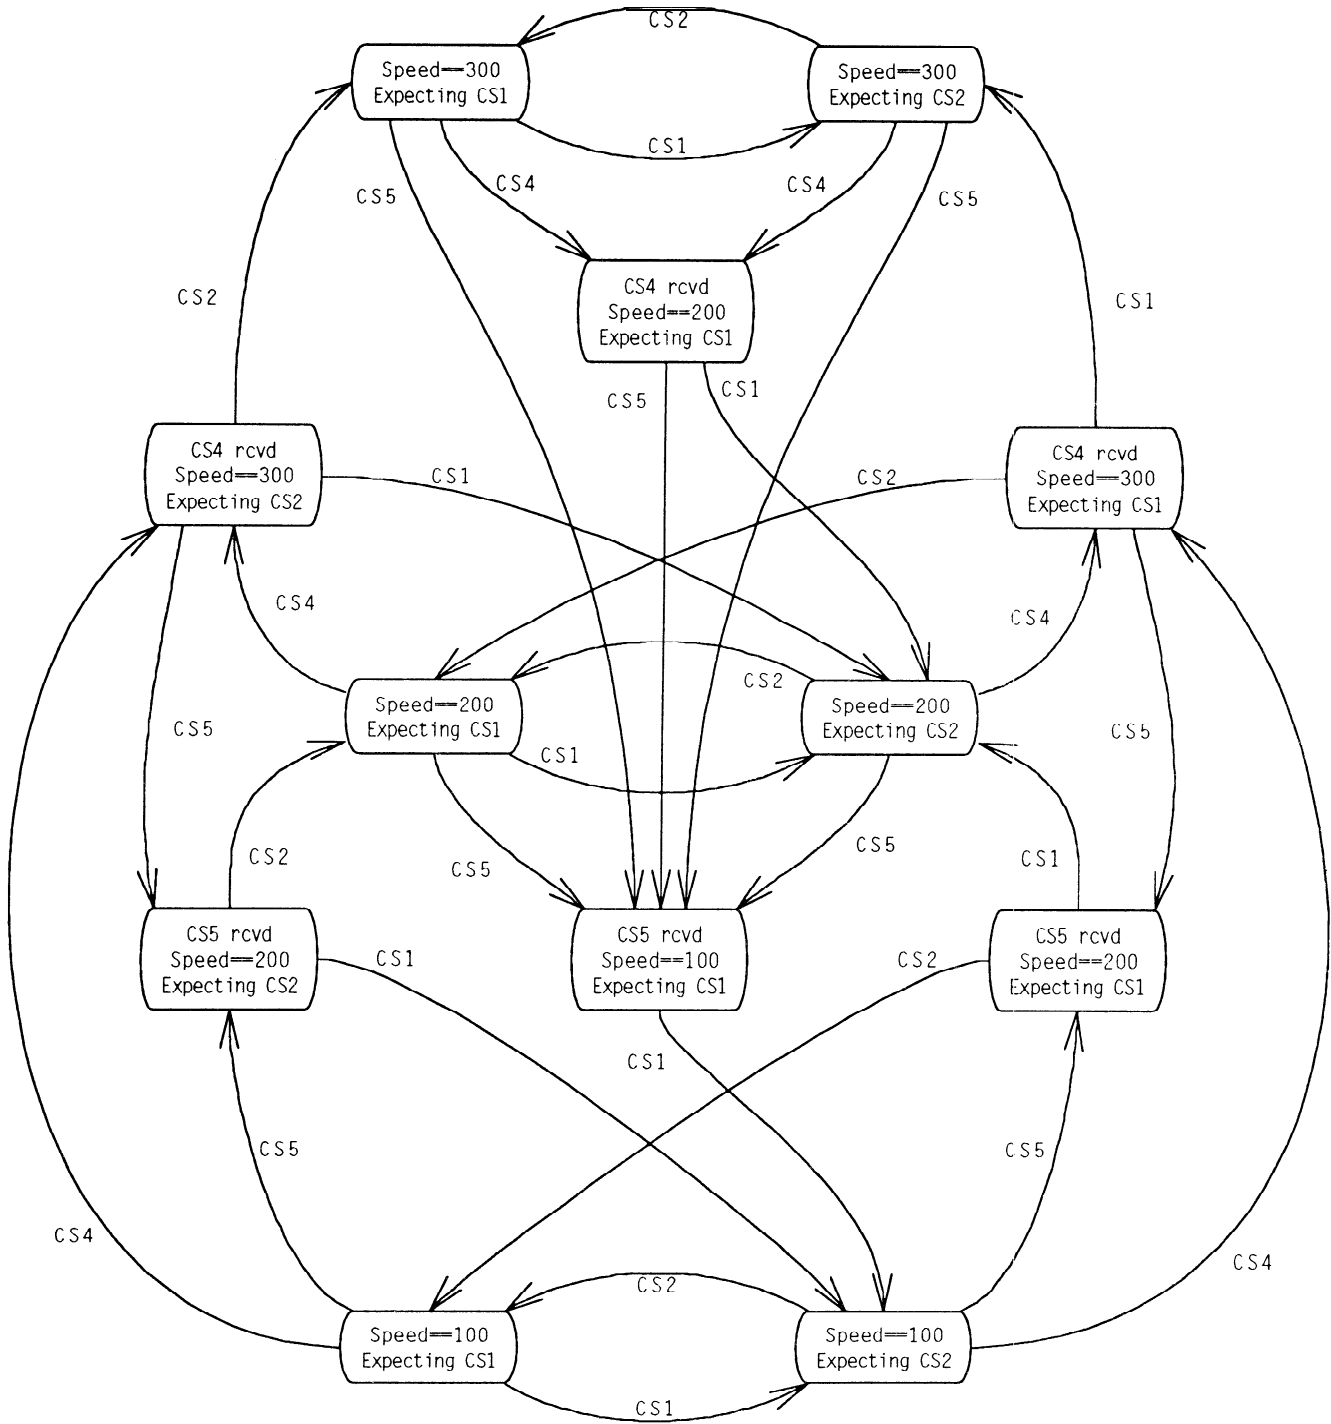 CS2
Speed==300
Expecting CS1
Speed==300
Expecting CS2
CS1
CS5
CS4
CS4
CS5
CS4 rcvd
Speed==200
Expecting CS1
CS2
CS1
CS5
CS1
CS4 rcvd
Speed==300
Expecting CS2
CS1
CS2
CS4 rcvd
Speed==300
Expecting CS1
CS4
CS4
CS2
Speed==200
Expecting CS1
Speed==200
Expecting CS2
CS5
CS1
CS5
CS2
CS5
CS5
CS1
CS5 rcvd
Speed==200
Expecting CS2
CS1
CS5 rcvd
Speed==100
Expecting CS1
CS2
CS5 rcvd
Speed==200
Expecting CS1
CS1
CS5
CS5
CS4
CS4
CS2
Speed==100
Expecting CS1
Speed==100
Expecting CS2
CS1